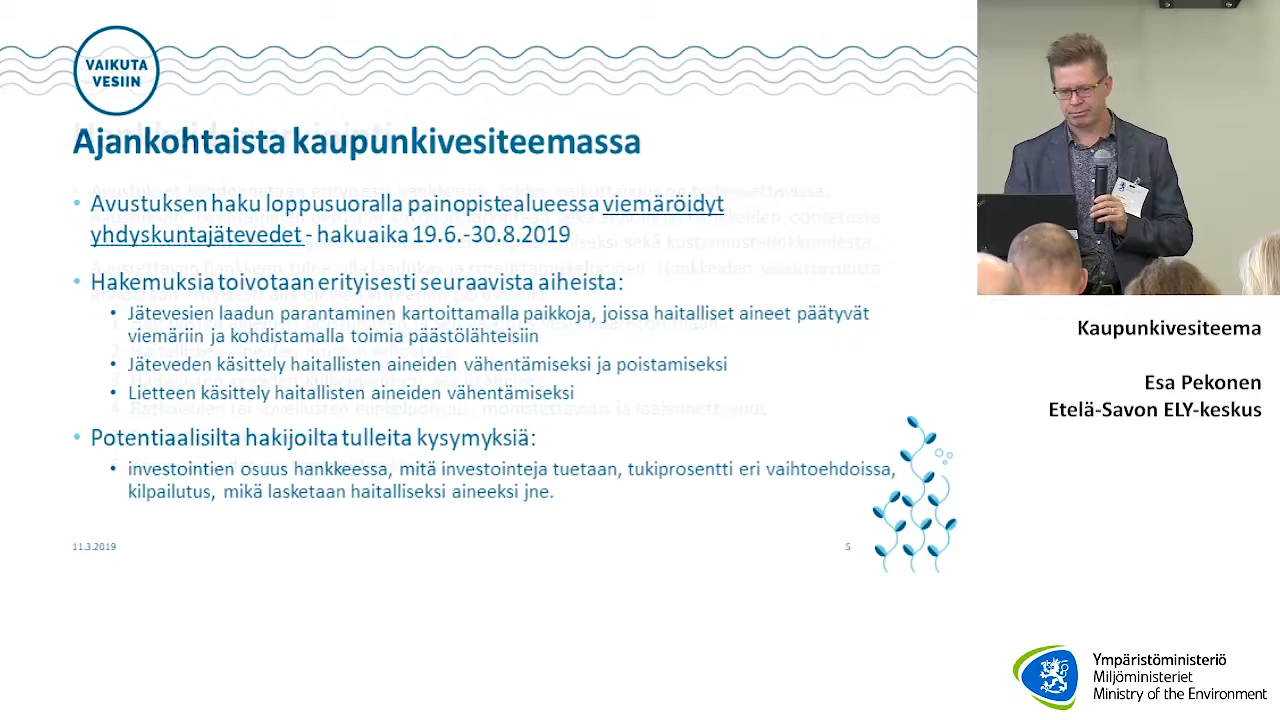 VAIKUTA
VESIIN
Ajankohtaista kaupunkivesiteemassa
• Avustuksen haku loppusuoralla painopistealueessa viemäröidyt
yhdyskuntajätevedet - hakuaika 19.6.-30.8.2019
• Hakemuksia toivotaan erityisesti seuraavista aiheista:
• Jätevesien laadun parantaminen kartoittamalla paikkoja, joissa haitalliset aineet päätyvät
viemäriin ja kohdistamalla toimia päästölähteisiin
• Jäteveden käsittely haitallisten aineiden vähentämiseksi ja poistamiseksi
• Lietteen käsittely haitallisten aineiden vähentämiseksi
• Potentiaalisilta hakijoilta tulleita kysymyksiä:
• investointien osuus hankkeessa, mitä investointeja tuetaan, tukiprosentti eri vaihtoehdoissa,
kilpailutus, mikä lasketaan haitalliseksi aineeksi jne.
11.3.2019
5
Kaupunkivesiteema
Esa Pekonen
Etelä-Savon ELY-keskus
Ympäristöministeriö
Miljöministeriet
Ministry of the Environment